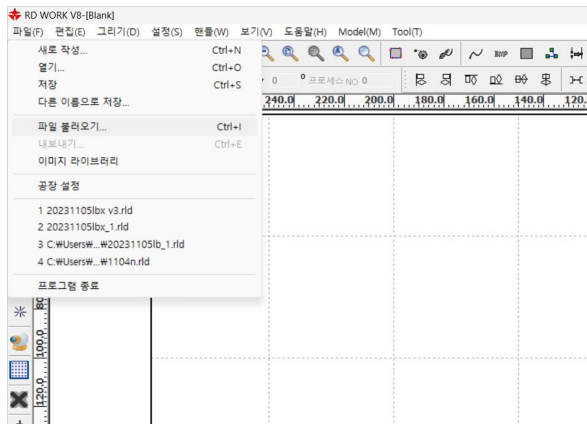 RD WORK V8-[Blank]
파일(F) 편집(E) 그리기(D) 설정(S) 핸들(W) 보기(V) 도움말(H) Model(M) Tool(T)
새로 작성... Ctrl+N
열기... Ctrl+O
저장 Ctrl+S
다른 이름으로 저장...
파일 불러오기... Ctrl+I
내보내기... Ctrl+E
이미지 라이브러리
공장 설정
1 20231105lbx v3.rld
2 20231105lbx_1.rld
3 C:₩Users₩...₩20231105lb_1.rld
4 C:₩Users₩...₩1104n.rld
프로그램 종료
BMP
0 ° 프로세스:NO 0
240.0 220.0 200.0 180.0 160.0 140.0 120.
80
100.0
120.0